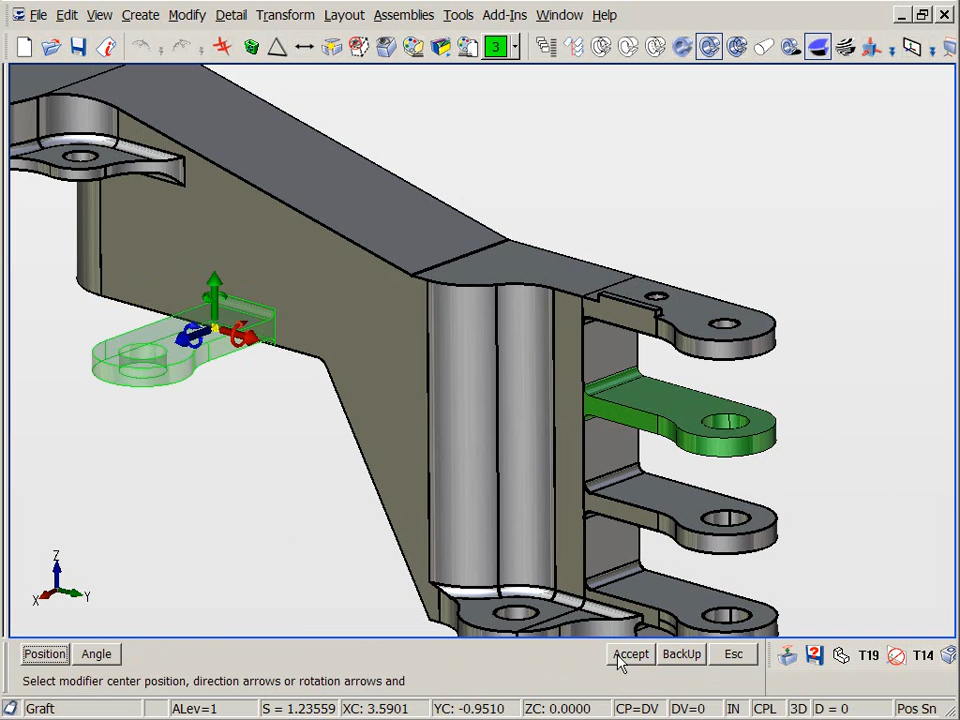 File Edit View Create Modify Detail Transform Layout Assemblies Tools Add-Ins Window Help
3
Z
X Y
Position Angle Accept BackUp Esc T19 T14
Select modifier center position, direction arrows or rotation arrows and
Graft ALev=1 S = 1.23559 XC: 3.5901 YC: -0.9510 ZC: 0.0000 CP=DV DV=0 IN CPL 3D D = 0 Pos Sn